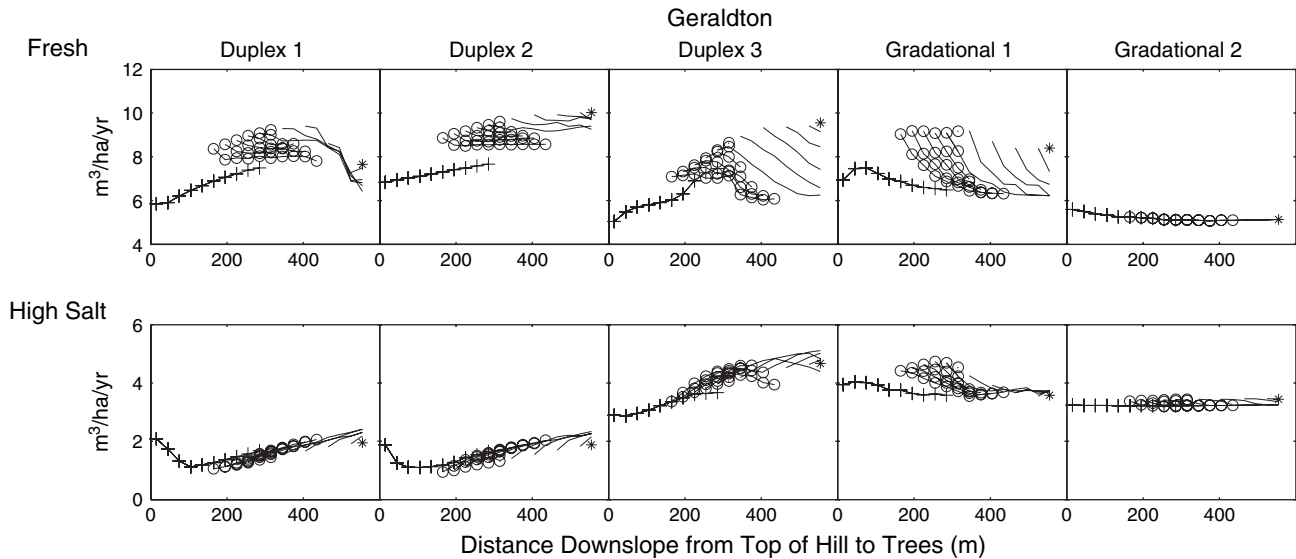 Geraldton
Fresh
Duplex 1 Duplex 2 Duplex 3 Gradational 1 Gradational 2
12
10
8
6
4
m³/ha/yr
0 200 400 0 200 400 0 200 400 0 200 400 0 200 400
High Salt
6
4
2
0
m³/ha/yr
0 200 400 0 200 400 0 200 400 0 200 400 0 200 400
Distance Downslope from Top of Hill to Trees (m)